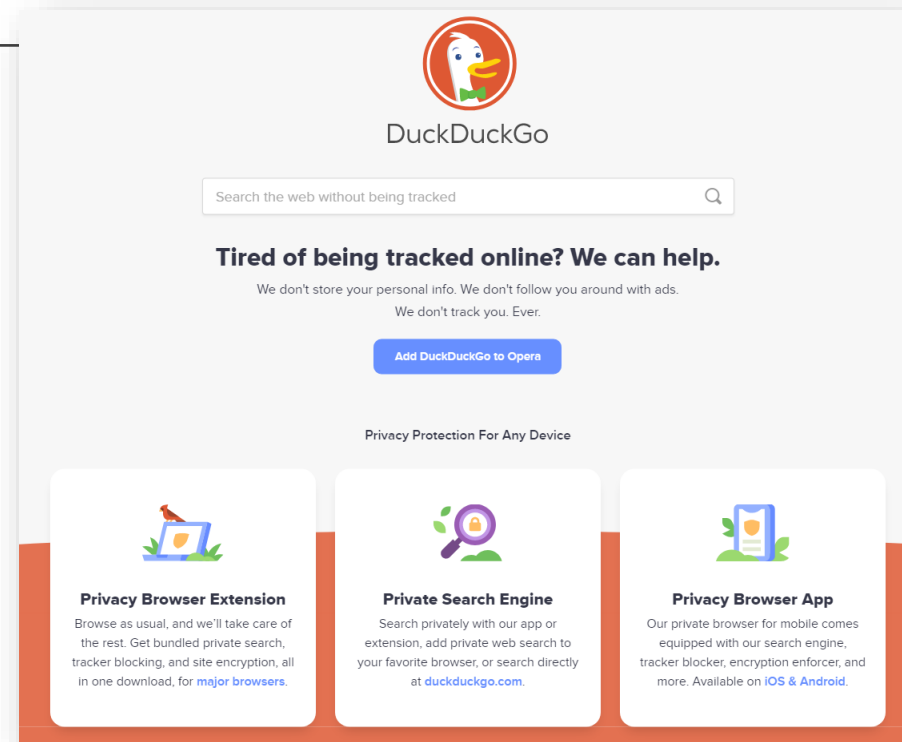 DuckDuckGo
Search the web without being tracked
Tired of being tracked online? We can help.
We don't store your personal info. We don't follow you around with ads.
We don't track you. Ever.
Add DuckDuckGo to Opera
Privacy Protection For Any Device
Privacy Browser Extension
Browse as usual, and we'll take care of
the rest. Get bundled private search,
tracker blocking, and site encryption, all
in one download, for major browsers.
Private Search Engine
Search privately with our app or
extension, add private web search to
your favorite browser, or search directly
at duckduckgo.com.
Privacy Browser App
Our private browser for mobile comes
equipped with our search engine,
tracker blocker, encryption enforcer, and
more. Available on iOS & Android.